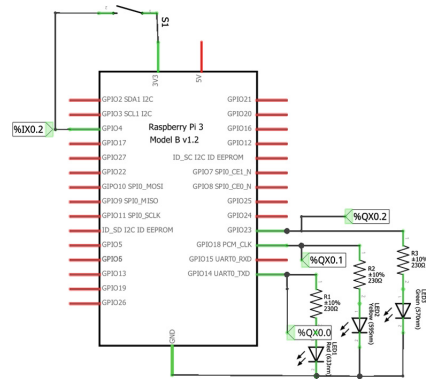 S1
3V3
5V
%IX0.2
GPIO2 SDA1 I2C
GPIO3 SCL1 I2C
GPIO4
GPIO17
GPIO27
GPIO22
GIPO10 SPI0_MOSI
GPIO9 SPI0_MISO
GPIO11 SPI0_SCLK
ID_SD I2C ID EEPROM
GPIO5
GPIO6
GPIO13
GPIO19
GPIO26
Raspberry Pi 3
Model B v1.2
GPIO21
GPIO20
GPIO16
GPIO12
ID_SC I2C ID EEPROM
GPIO7 SPI0_CE1_N
GPIO8 SPI0_CE0_N
GPIO25
GPIO24
GPIO23
GPIO18 PCM_CLK
GPIO15 UART0_RXD
GPIO14 UART0_TXD
GND
%QX0.2
%QX0.1
%QX0.0
R1
±10%
230Ω
R2
±10%
230Ω
R3
±10%
230Ω
LED1
Red (633nm)
LED2
Yellow (595nm)
LED3
Green (570nm)